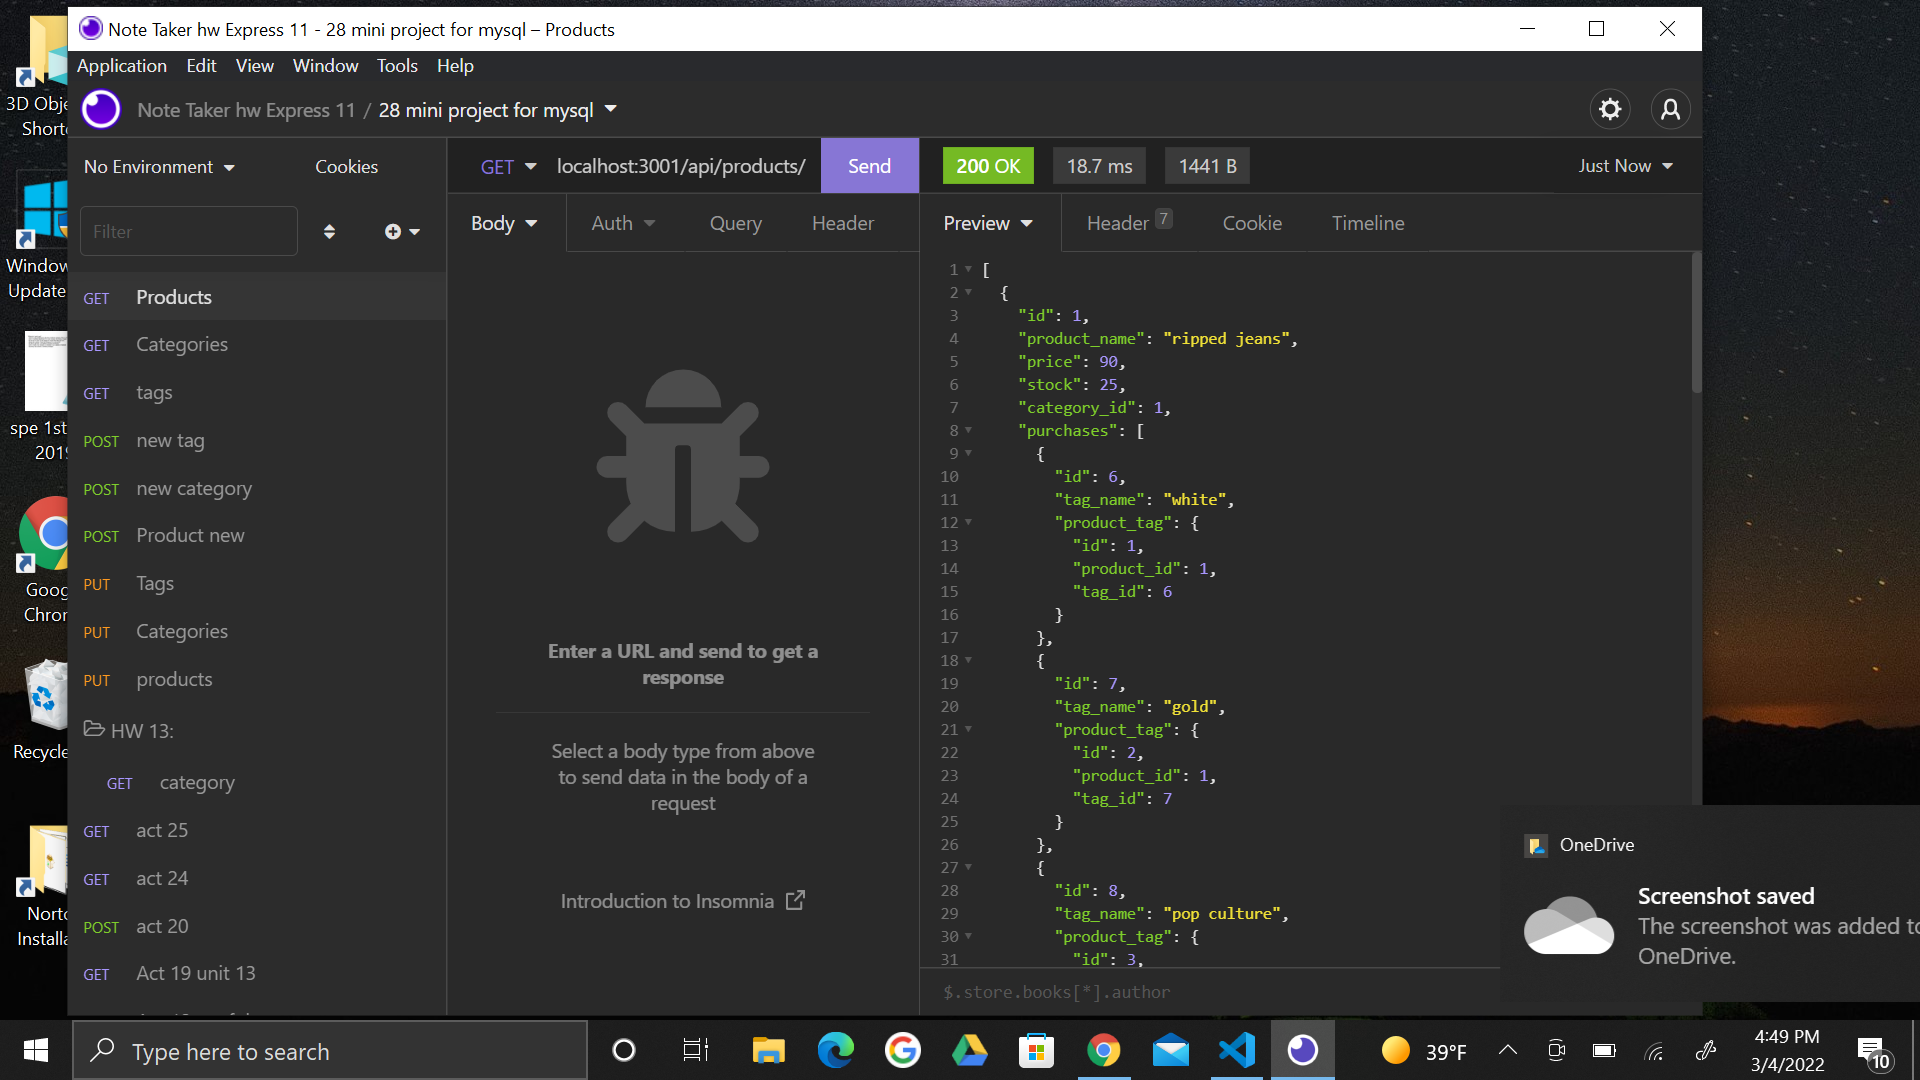 3D Obje
Shorto
Window
Update
spe 1st
2019
Goog
Chrom
Recycle
Norto
Installa
Note Taker hw Express 11 - 28 mini project for mysql – Products
Application Edit View Window Tools Help
Note Taker hw Express 11 / 28 mini project for mysql
No Environment Cookies
Filter
GET Products
GET Categories
GET tags
POST new tag
POST new category
POST Product new
PUT Tags
PUT Categories
PUT products
HW 13:
GET category
GET act 25
GET act 24
POST act 20
GET Act 19 unit 13
GET localhost:3001/api/products/ Send
Body Auth Query Header
Enter a URL and send to get a
response
Select a body type from above
to send data in the body of a
request
Introduction to Insomnia
200 OK 18.7 ms 1441 B Just Now
Preview Header 7 Cookie Timeline
1 [
2 {
3 "id": 1,
4 "product_name": "ripped jeans",
5 "price": 90,
6 "stock": 25,
7 "category_id": 1,
8 "purchases": [
9 {
10 "id": 6,
11 "tag_name": "white",
12 "product_tag": {
13 "id": 1,
14 "product_id": 1,
15 "tag_id": 6
16 }
17 },
18 {
19 "id": 7,
20 "tag_name": "gold",
21 "product_tag": {
22 "id": 2,
23 "product_id": 1,
24 "tag_id": 7
25 }
26 },
27 {
28 "id": 8,
29 "tag_name": "pop culture",
30 "product_tag": {
31 "id": 3,
$.store.books[*].author
OneDrive
Screenshot saved
The screenshot was added to
OneDrive.
Type here to search
39°F
4:49 PM
3/4/2022
10